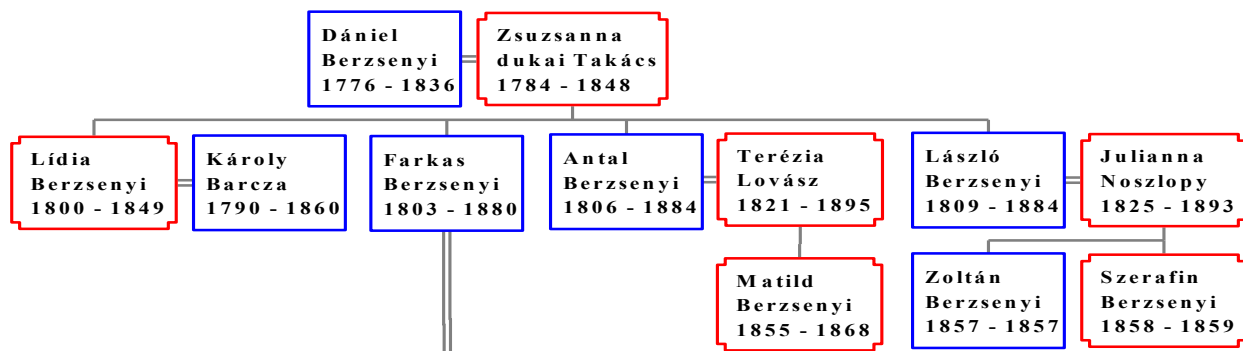 Dániel
Berzsenyi
1776 - 1836
Zsuzsanna
dukai Takács
1784 - 1848
Lídia
Berzsenyi
1800 - 1849
Károly
Barcza
1790 - 1860
Farkas
Berzsenyi
1803 - 1880
Antal
Berzsenyi
1806 - 1884
Terézia
Lovász
1821 - 1895
László
Berzsenyi
1809 - 1884
Julianna
Noszlopy
1825 - 1893
Matild
Berzsenyi
1855 - 1868
Zoltán
Berzsenyi
1857 - 1857
Szerafin
Berzsenyi
1858 - 1859